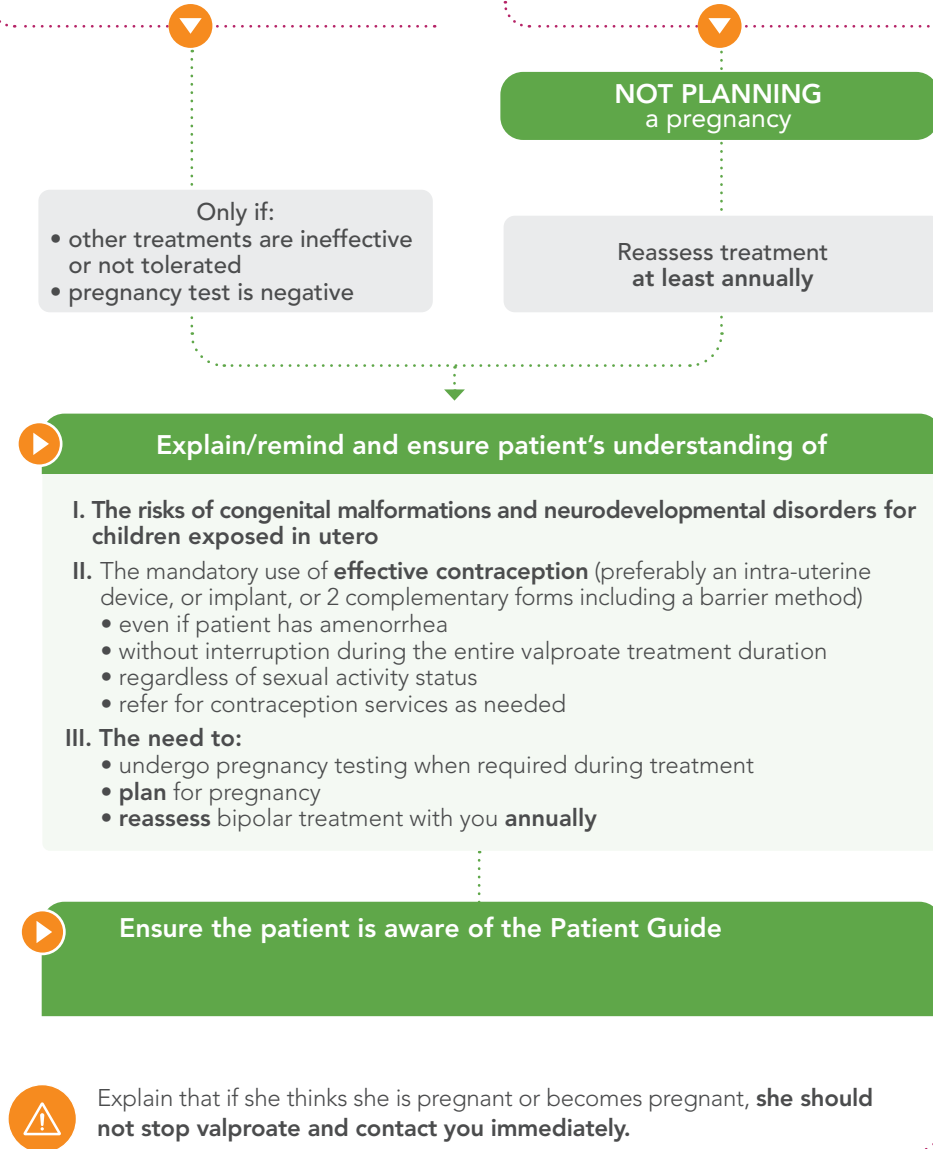 NOT PLANNING
a pregnancy
Only if:
• other treatments are ineffective
or not tolerated
• pregnancy test is negative
Reassess treatment
at least annually
Explain/remind and ensure patient’s understanding of
I. The risks of congenital malformations and neurodevelopmental disorders for
children exposed in utero
II. The mandatory use of effective contraception (preferably an intra-uterine
device, or implant, or 2 complementary forms including a barrier method)
• even if patient has amenorrhea
• without interruption during the entire valproate treatment duration
• regardless of sexual activity status
• refer for contraception services as needed
III. The need to:
• undergo pregnancy testing when required during treatment
• plan for pregnancy
• reassess bipolar treatment with you annually
Ensure the patient is aware of the Patient Guide
Explain that if she thinks she is pregnant or becomes pregnant, she should
not stop valproate and contact you immediately.